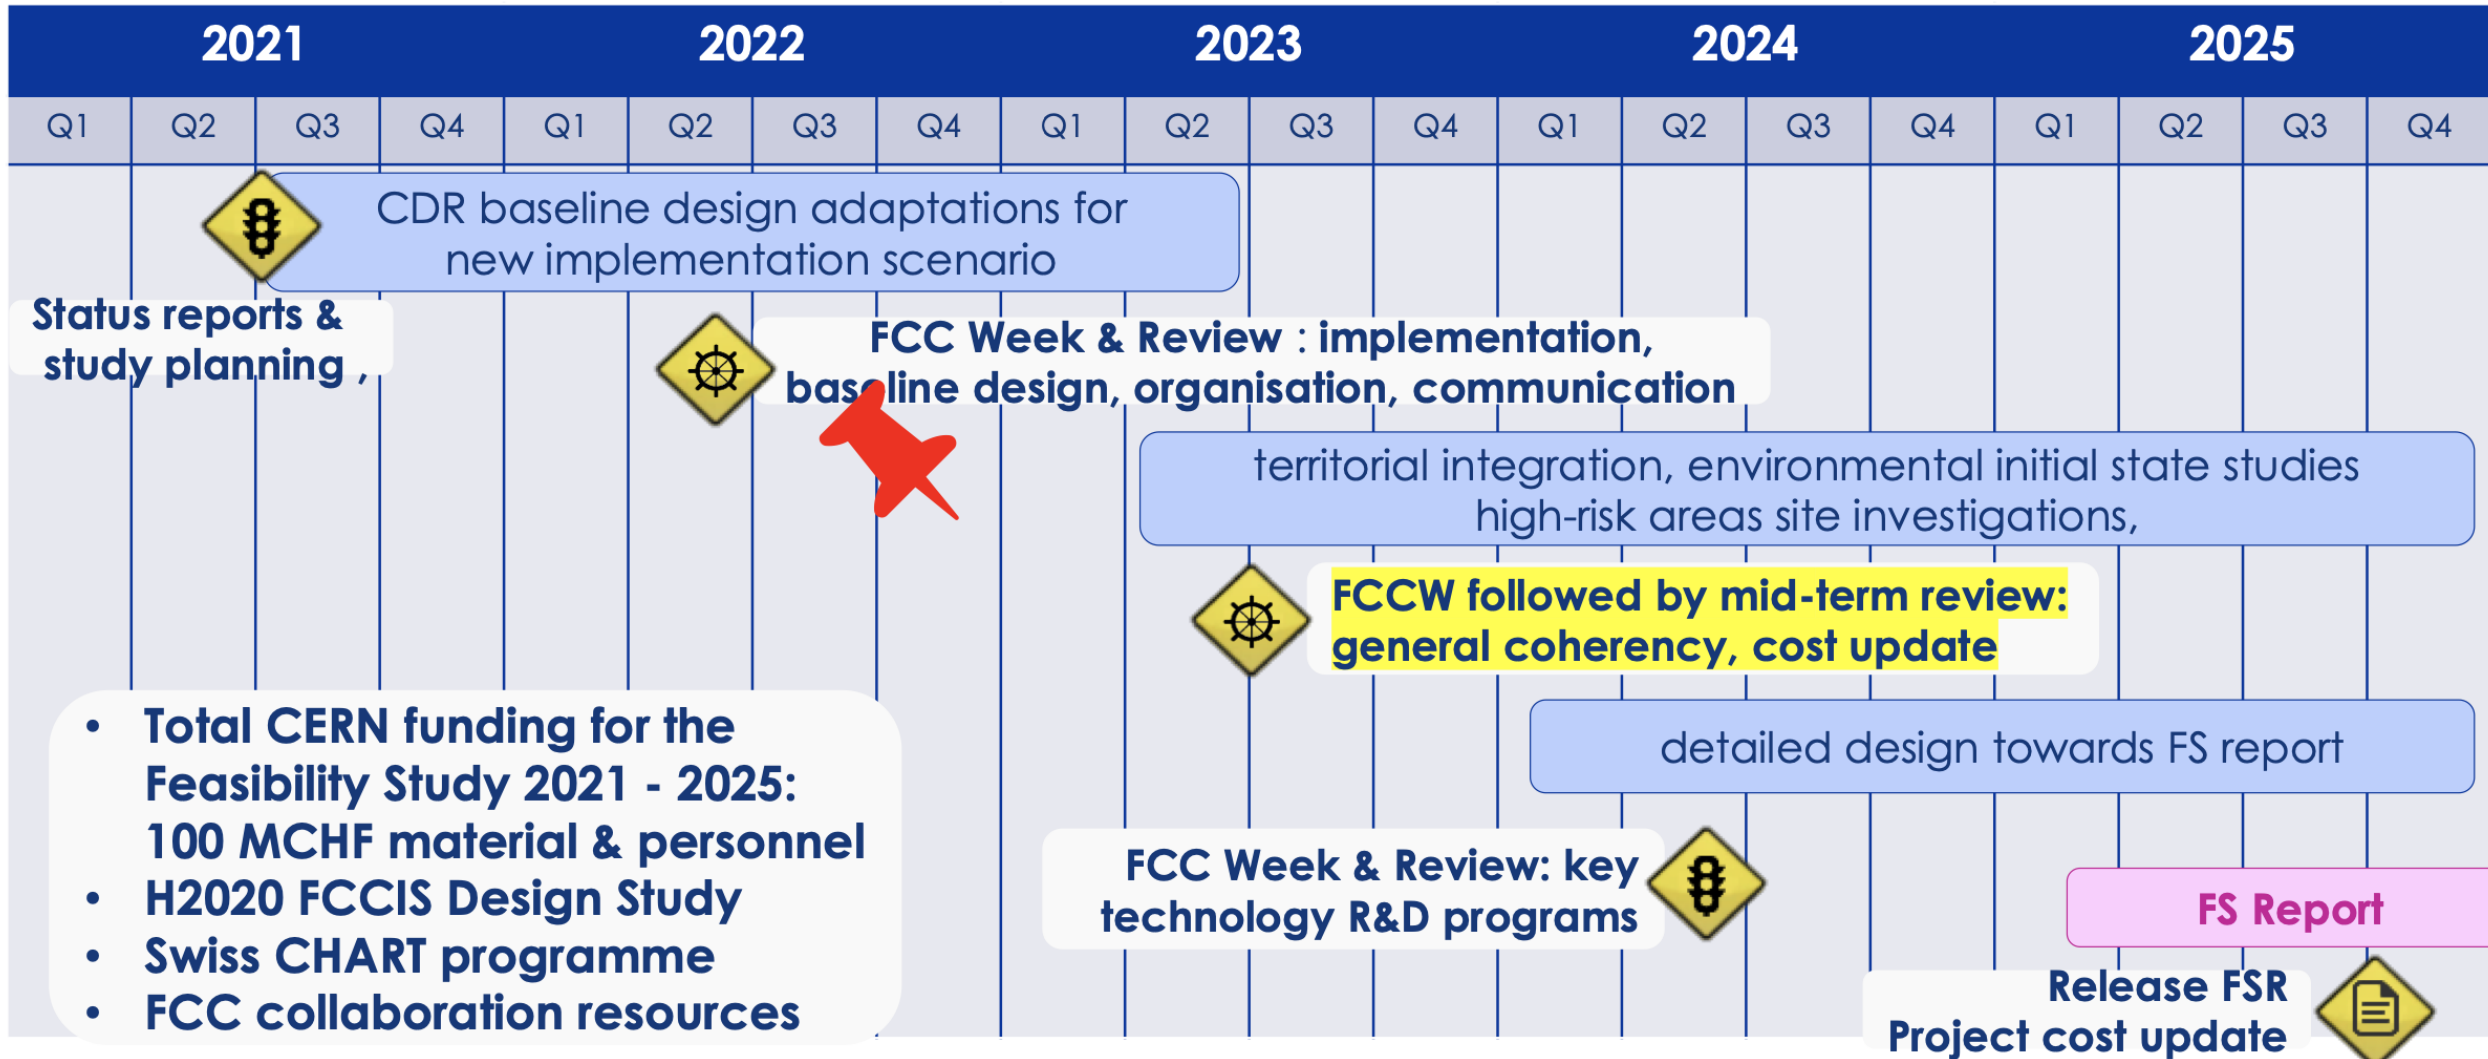 2021 2022 2023 2024 2025
Q1 Q2 Q3 Q4 Q1 Q2 Q3 Q4 Q1 Q2 Q3 Q4 Q1 Q2 Q3 Q4 Q1 Q2 Q3 Q4
CDR baseline design adaptations for
new implementation scenario
Status reports &
study planning ,
FCC Week & Review : implementation,
baseline design, organisation, communication
territorial integration, environmental initial state studies
high-risk areas site investigations,
FCCW followed by mid-term review:
general coherency, cost update
• Total CERN funding for the
Feasibility Study 2021 - 2025:
100 MCHF material & personnel
• H2020 FCCIS Design Study
• Swiss CHART programme
• FCC collaboration resources
detailed design towards FS report
FCC Week & Review: key
technology R&D programs
FS Report
Release FSR
Project cost update